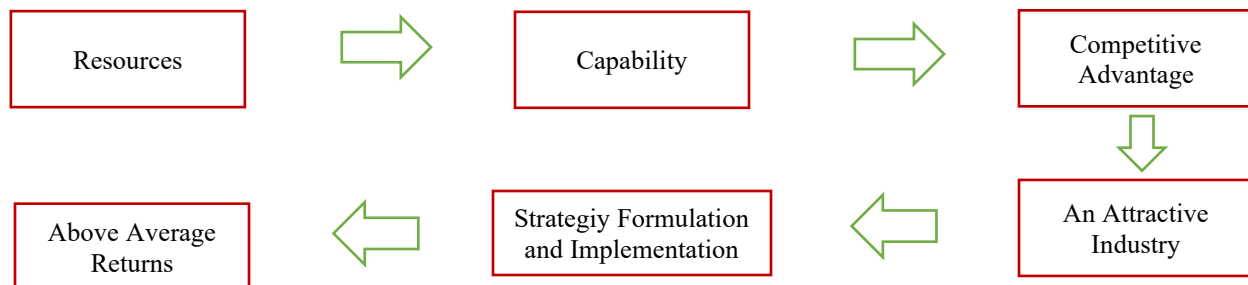 Resources
Capability
Competitive
Advantage
An Attractive
Industry
Strategiy Formulation
and Implementation
Above Average
Returns